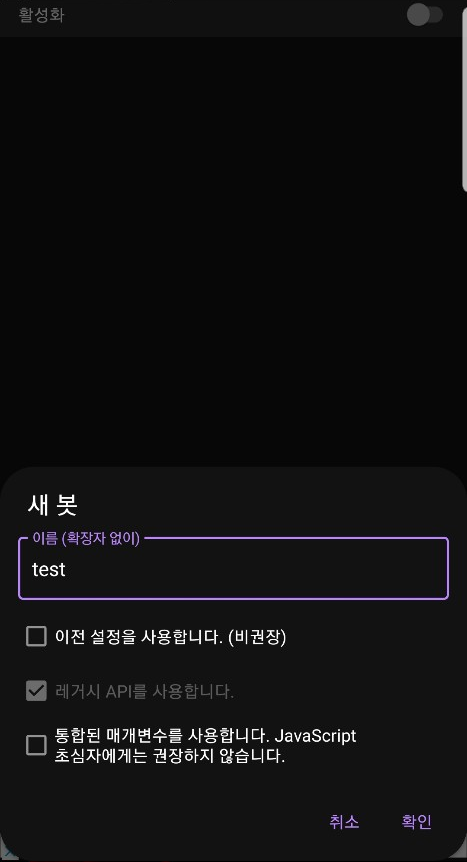 활성화
새 봇
이름 (확장자 없이)
test
이전 설정을 사용합니다. (비권장)
레거시 API를 사용합니다.
통합된 매개변수를 사용합니다. JavaScript
초심자에게는 권장하지 않습니다.
취소 확인